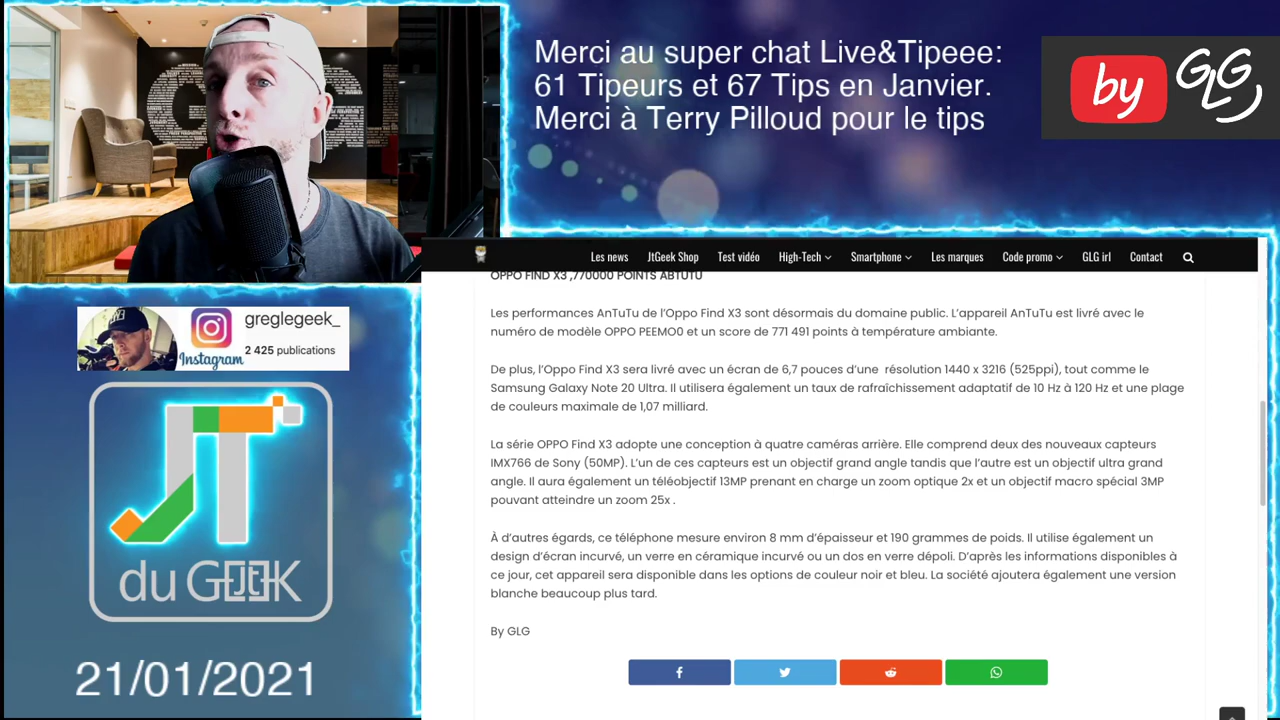 Merci au super chat Live&Tipeee:
61 Tipeurs et 67 Tips en Janvier.
Merci à Terry Pilloud pour le tips
by GLG
Les news JtGeek Shop Test vidéo High-Tech Smartphone Les marques Code promo GLG irl Contact
OPPO FIND X3 ,770000 POINTS ABTUTU
Les performances AnTuTu de l'Oppo Find X3 sont désormais du domaine public. L'appareil AnTuTu est livré avec le
numéro de modèle OPPO PEEMO0 et un score de 771 491 points à température ambiante.
De plus, l'Oppo Find X3 sera livré avec un écran de 6,7 pouces d'une résolution 1440 x 3216 (525ppi), tout comme le
Samsung Galaxy Note 20 Ultra. Il utilisera également un taux de rafraîchissement adaptatif de 10 Hz à 120 Hz et une plage
de couleurs maximale de 1,07 milliard.
La série OPPO Find X3 adopte une conception à quatre caméras arrière. Elle comprend deux des nouveaux capteurs
IMX766 de Sony (50MP). L'un de ces capteurs est un objectif grand angle tandis que l'autre est un objectif ultra grand
angle. Il aura également un téléobjectif 13MP prenant en charge un zoom optique 2x et un objectif macro spécial 3MP
pouvant atteindre un zoom 25x .
À d'autres égards, ce téléphone mesure environ 8 mm d'épaisseur et 190 grammes de poids. Il utilise également un
design d'écran incurvé, un verre en céramique incurvé ou un dos en verre dépoli. D'après les informations disponibles à
ce jour, cet appareil sera disponible dans les options de couleur noir et bleu. La société ajoutera également une version
blanche beaucoup plus tard.
By GLG
greglegeek_
2 425 publications
Instagram
JT
du GEEK
21/01/2021